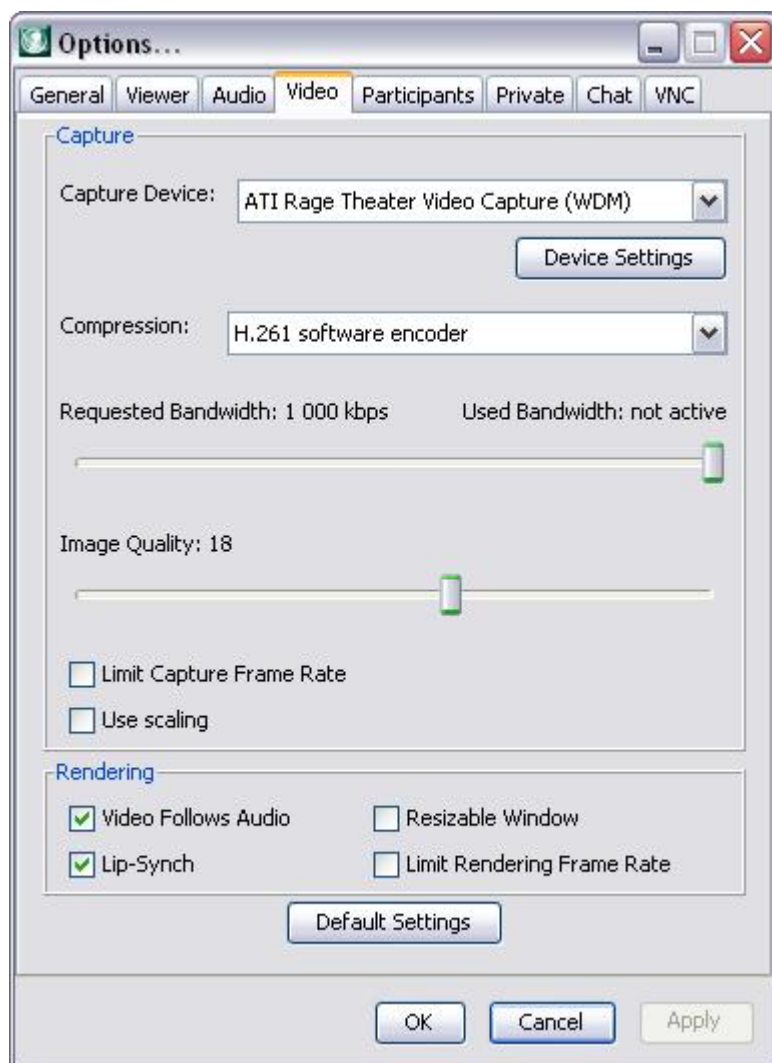 Options...
General Viewer Audio Video Participants Private Chat VNC
Capture
Capture Device: ATI Rage Theater Video Capture (WDM)
Device Settings
Compression: H.261 software encoder
Requested Bandwidth: 1 000 kbps Used Bandwidth: not active
Image Quality: 18
Limit Capture Frame Rate
Use scaling
Rendering
Video Follows Audio Resizable Window
Lip-Synch Limit Rendering Frame Rate
Default Settings
OK Cancel Apply